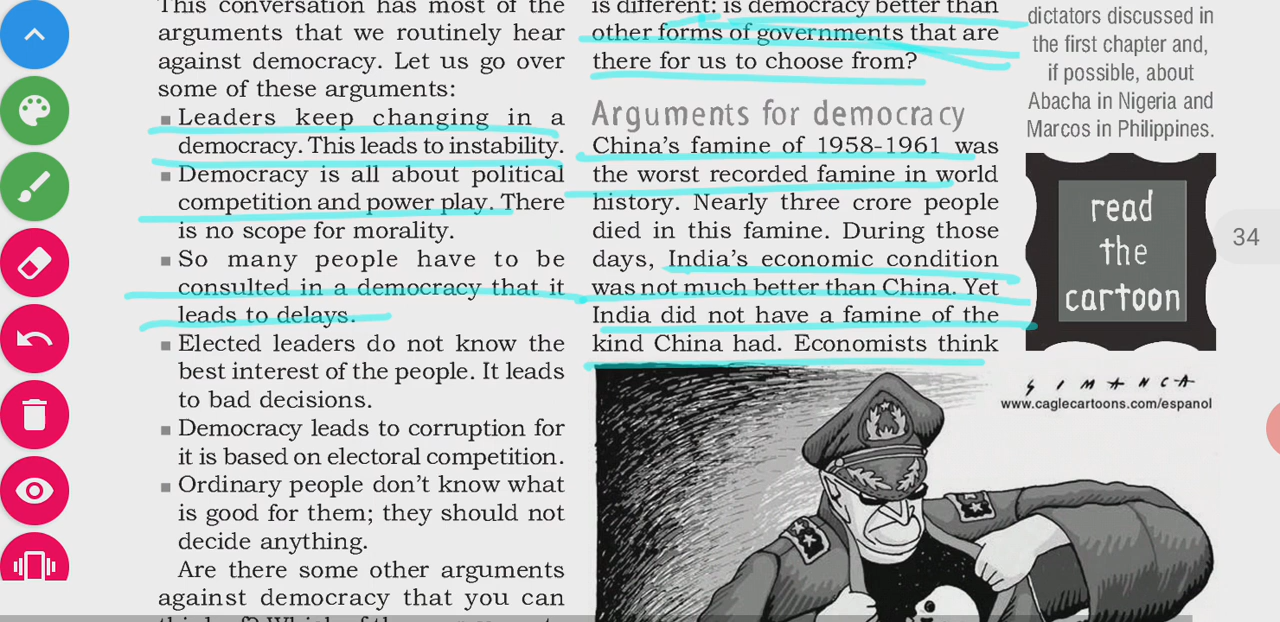 This conversation has most of the
arguments that we routinely hear
against democracy. Let us go over
some of these arguments:
Leaders keep changing in a
democracy. This leads to instability.
Democracy is all about political
competition and power play. There
is no scope for morality.
So many people have to be
consulted in a democracy that it
leads to delays.
Elected leaders do not know the
best interest of the people. It leads
to bad decisions.
Democracy leads to corruption for
it is based on electoral competition.
Ordinary people don't know what
is good for them; they should not
decide anything.
Are there some other arguments
against democracy that you can
is different: is democracy better than
other forms of governments that are
there for us to choose from?
Arguments for democracy
China's famine of 1958-1961 was
the worst recorded famine in world
history. Nearly three crore people
died in this famine. During those
days, India's economic condition
was not much better than China. Yet
India did not have a famine of the
kind China had. Economists think
dictators discussed in
the first chapter and,
if possible, about
Abacha in Nigeria and
Marcos in Philippines.
read
the
cartoon
34
SIMANCA
www.caglecartoons.com/espanol